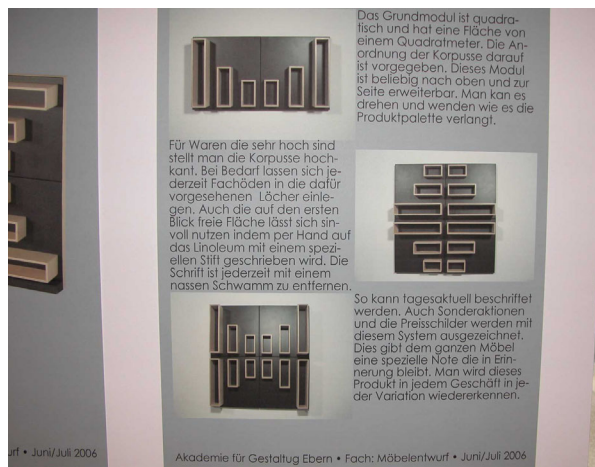 Das Grundmodul ist quadra-
tisch und hat eine Fläche von
einem Quadratmeter. Die An-
ordnung der Korpusse darauf
ist vorgegeben. Dieses Modul
ist beliebig nach oben und zur
Seite erweiterbar. Man kan es
drehen und wenden wie es die
Produktpalette verlangt.
Für Waren die sehr hoch sind
stellt man die Korpusse hoch-
kant. Bei Bedarf lassen sich je-
derzeit Fachöden in die dafür
vorgesehenen Löcher einle-
gen. Auch die auf den ersten
Blick freie Fläche lässt sich sin-
voll nutzen indem per Hand auf
das Linoleum mit einem spezi-
ellen Stift geschrieben wird. Die
Schrift ist jederzeit mit einem
nassen Schwamm zu entfernen.
So kann tagesaktuell beschriftet
werden. Auch Sonderaktionen
und die Preisschilder werden mit
diesem System ausgezeichnet.
Dies gibt dem ganzen Möbel
eine spezielle Note die in Erin-
nerung bleibt. Man wird dieses
Produkt in jedem Geschäft in je-
der Variation wiedererkennen.
urf • Juni/Juli 2006
Akademie für Gestaltug Ebern • Fach: Möbelentwurf • Juni/Juli 2006